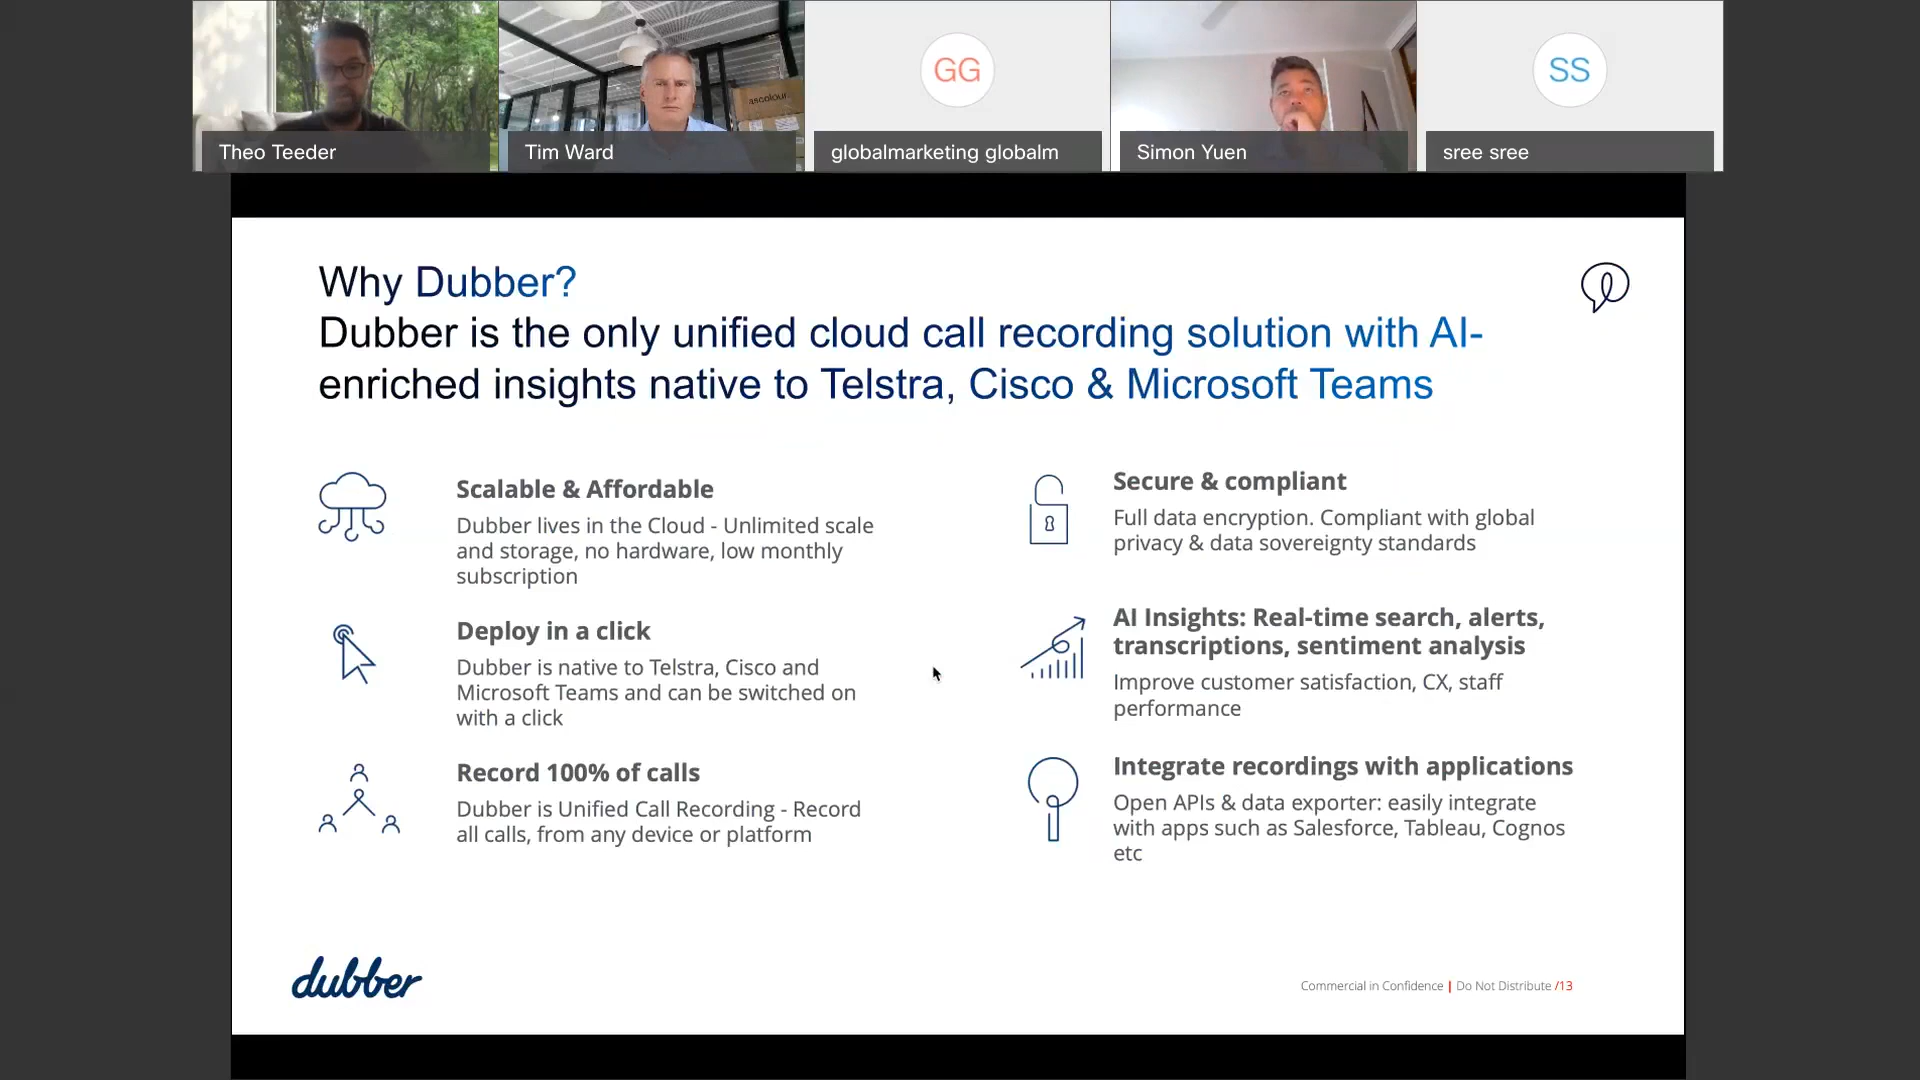 ascolour
GG
SS
Theo Teeder
Tim Ward
globalmarketing globalm
Simon Yuen
sree sree
Why Dubber?
Dubber is the only unified cloud call recording solution with AI-
enriched insights native to Telstra, Cisco & Microsoft Teams
Scalable & Affordable
Dubber lives in the Cloud - Unlimited scale
and storage, no hardware, low monthly
subscription
Deploy in a click
Dubber is native to Telstra, Cisco and
Microsoft Teams and can be switched on
with a click
Record 100% of calls
Dubber is Unified Call Recording - Record
all calls, from any device or platform
Secure & compliant
Full data encryption. Compliant with global
privacy & data sovereignty standards
AI Insights: Real-time search, alerts,
transcriptions, sentiment analysis
Improve customer satisfaction, CX, staff
performance
Integrate recordings with applications
Open APIs & data exporter: easily integrate
with apps such as Salesforce, Tableau, Cognos
etc
dubber
Commercial in Confidence | Do Not Distribute /13